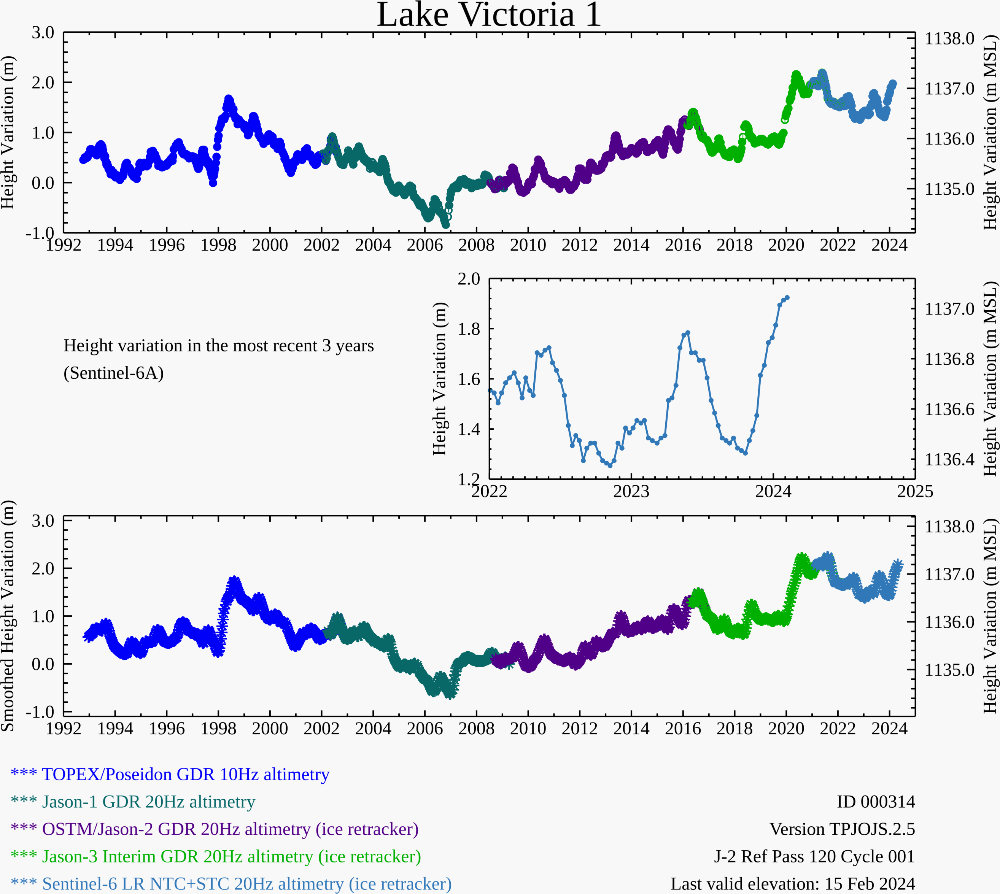 Lake Victoria 1
Height Variation (m)
3.0
2.0
1.0
0.0
-1.0
1138.0
1137.0
1136.0
1135.0
Height Variation (m MSL)
1992 1994 1996 1998 2000 2002 2004 2006 2008 2010 2012 2014 2016 2018 2020 2022 2024
Height variation in the most recent 3 years
(Sentinel-6A)
Height Variation (m)
2.0
1.8
1.6
1.4
1.2
1137.0
1136.8
1136.6
1136.4
Height Variation (m MSL)
2022 2023 2024 2025
Smoothed Height Variation (m)
3.0
2.0
1.0
0.0
-1.0
1138.0
1137.0
1136.0
1135.0
Height Variation (m MSL)
1992 1994 1996 1998 2000 2002 2004 2006 2008 2010 2012 2014 2016 2018 2020 2022 2024
*** TOPEX/Poseidon GDR 10Hz altimetry
*** Jason-1 GDR 20Hz altimetry
*** OSTM/Jason-2 GDR 20Hz altimetry (ice retracker)
*** Jason-3 Interim GDR 20Hz altimetry (ice retracker)
*** Sentinel-6 LR NTC+STC 20Hz altimetry (ice retracker)
ID 000314
Version TPJOJS.2.5
J-2 Ref Pass 120 Cycle 001
Last valid elevation: 15 Feb 2024